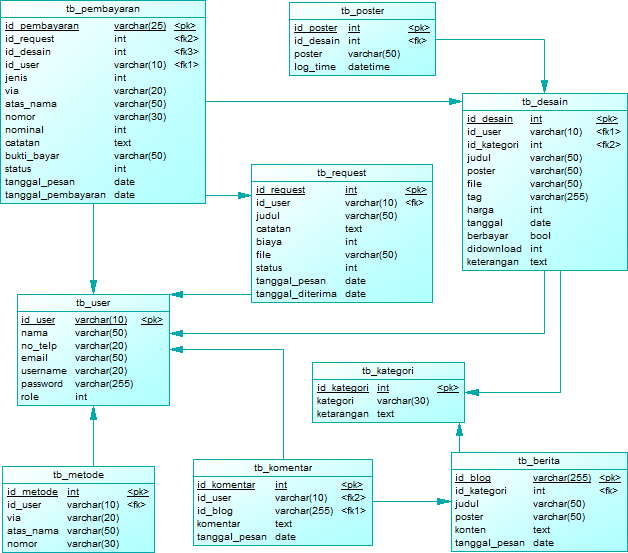 tb_pembayaran
id_pembayaran varchar(25) <pk>
id_request int <fk2>
id_desain int <fk3>
id_user varchar(10) <fk1>
jenis int
via varchar(20)
atas_nama varchar(50)
nomor varchar(30)
nominal int
catatan text
bukti_bayar varchar(50)
status int
tanggal_pesan date
tanggal_pembayaran date
tb_poster
id_poster int <pk>
id_desain int <fk>
poster varchar(50)
log_time datetime
tb_desain
id_desain int <pk>
id_user varchar(10) <fk1>
id_kategori int <fk2>
judul varchar(50)
poster varchar(50)
file varchar(50)
tag varchar(255)
harga int
tanggal date
berbayar bool
didownload int
keterangan text
tb_request
id_request int <pk>
id_user varchar(10) <fk>
judul varchar(50)
catatan text
biaya int
file varchar(50)
status int
tanggal_pesan date
tanggal_diterima date
tb_user
id_user varchar(10) <pk>
nama varchar(50)
no_telp varchar(20)
email varchar(50)
username varchar(20)
password varchar(255)
role int
tb_kategori
id_kategori int <pk>
kategori varchar(30)
ketarangan text
tb_metode
id_metode int <pk>
id_user varchar(10) <fk>
via varchar(20)
atas_nama varchar(50)
nomor varchar(30)
tb_komentar
id_komentar int <pk>
id_user varchar(10) <fk2>
id_blog varchar(255) <fk1>
komentar text
tanggal_pesan date
tb_berita
id_blog varchar(255) <pk>
id_kategori int <fk>
judul varchar(50)
poster varchar(50)
konten text
tanggal_pesan date